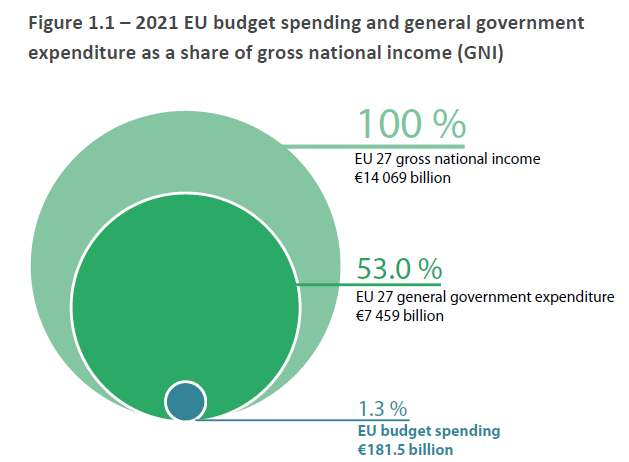 Figure 1.1 – 2021 EU budget spending and general government
expenditure as a share of gross national income (GNI)
100 %
EU 27 gross national income
€14 069 billion
53.0 %
EU 27 general government expenditure
€7 459 billion
1.3 %
EU budget spending
€181.5 billion